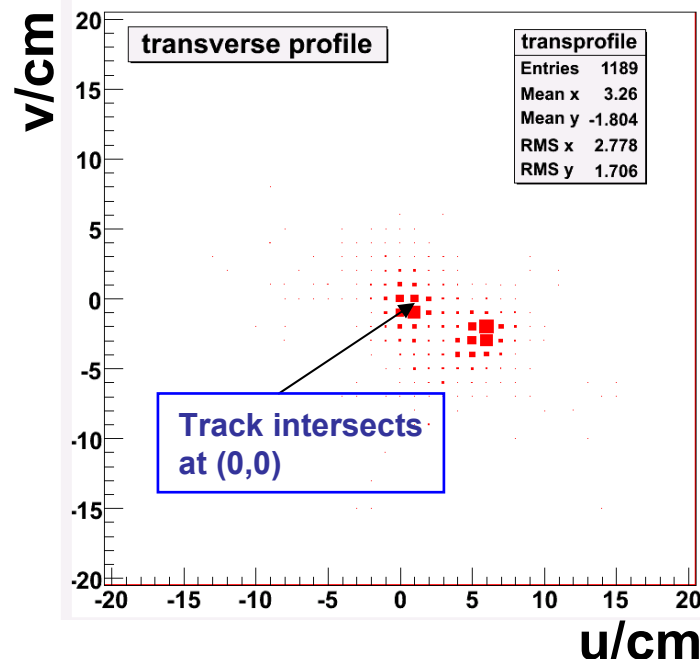 v/cm
transverse profile
transprofile
Entries 1189
Mean x 3.26
Mean y -1.804
RMS x 2.778
RMS y 1.706
20
15
10
5
0
-5
-10
-15
-20
Track intersects
at (0,0)
-20 -15 -10 -5 0 5 10 15 20
u/cm